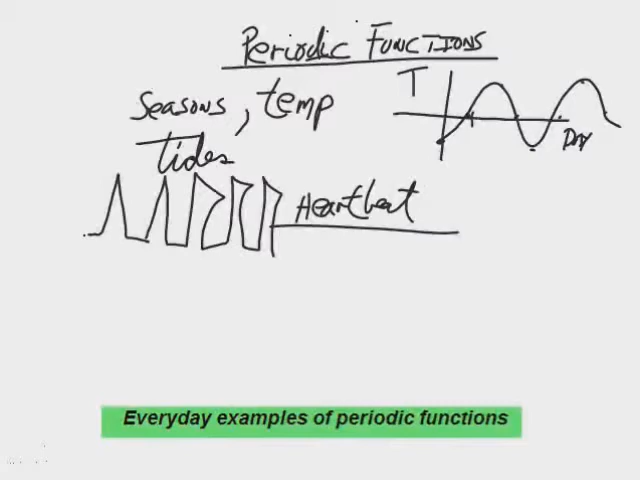 Periodic Functions
T
Seasons, temp
Day
Tides
Heartbeat
Everyday examples of periodic functions